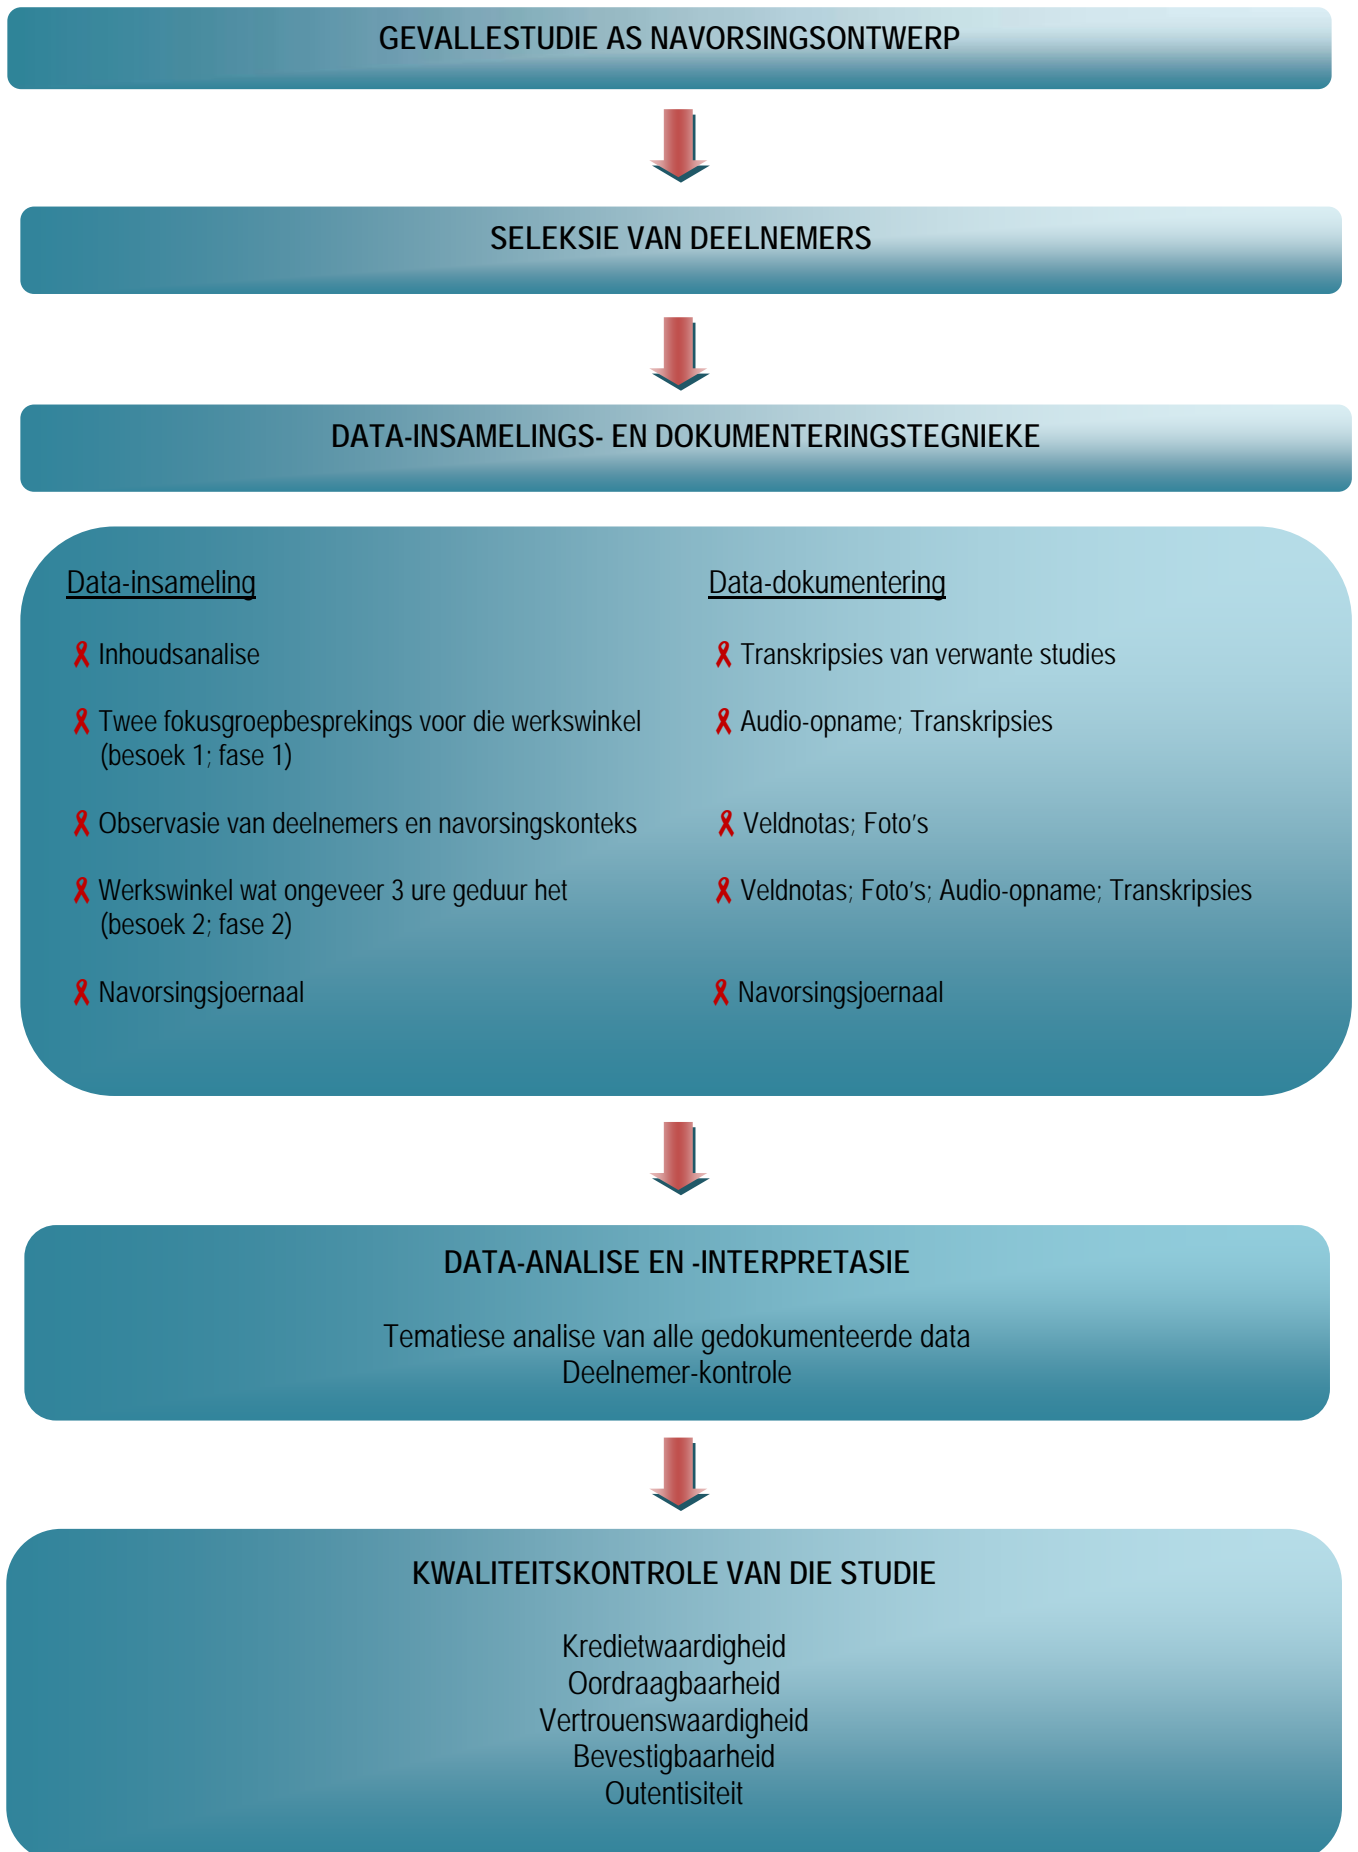 GEVALLESTUDIE AS NAVORSINGSONTWERP
SELEKSIE VAN DEELNEMERS
DATA-INSAMELINGS- EN DOKUMENTERINGSTEGNIEKE
Data-insameling
Inhoudsanalise
Twee fokusgroepbesprekings voor die werkswinkel
(besoek 1; fase 1)
Observasie van deelnemers en navorsingskonteks
Werkswinkel wat ongeveer 3 ure geduur het
(besoek 2; fase 2)
Navorsingsjoernaal
Data-dokumentering
Transkripsies van verwante studies
Audio-opname; Transkripsies
Veldnotas; Foto's
Veldnotas; Foto's; Audio-opname; Transkripsies
Navorsingsjoernaal
DATA-ANALISE EN -INTERPRETASIE
Tematiese analise van alle gedokumenteerde data
Deelnemer-kontrole
KWALITEITSKONTROLE VAN DIE STUDIE
Kredietwaardigheid
Oordraagbaarheid
Vertrouenswaardigheid
Bevestigbaarheid
Outentisiteit